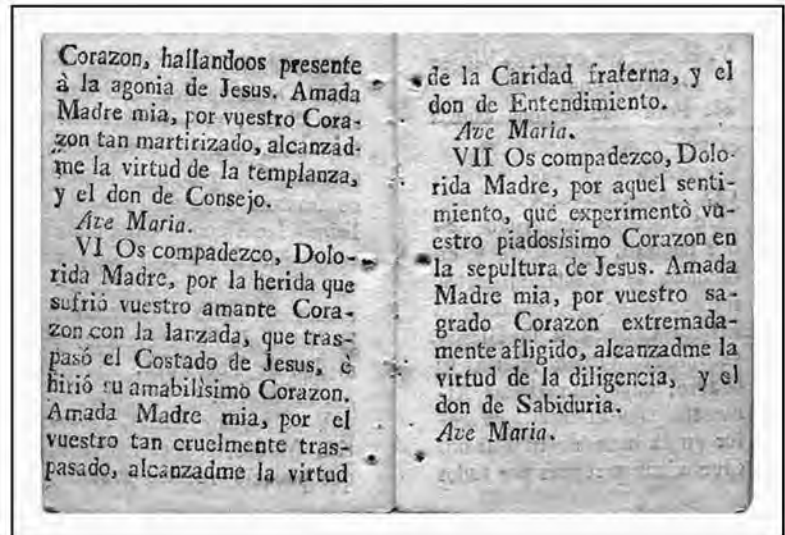 Corazon, hallandoos presente
à la agonia de Jesus. Amada
Madre mia, por vuestro Cora-
zon tan martirizado, alcanzad-
me la virtud de la templanza,
y el don de Consejo.
Ave Maria.
VI Os compadezco, Dolo-
rida Madre, por la herida que
sufrió vuestro amante Cora-
zon con la lanzada, que tras-
pasó el Costado de Jesus, è
hirió su amabilìsimo Corazon.
Amada Madre mia, por el
vuestro tan cruelmente tras-
pasado, alcanzadme la virtud
de la Caridad fraterna, y el
don de Entendimiento.
Ave Maria.
VII Os compadezco, Dolo-
rida Madre, por aquel senti-
miento, que experimentò vu-
estro piadosísimo Corazon en
la sepultura de Jesus. Amada
Madre mia, por vuestro sa-
grado Corazon extremada-
mente afligido, alcanzadme la
virtud de la diligencia, y el
don de Sabiduria.
Ave Maria.